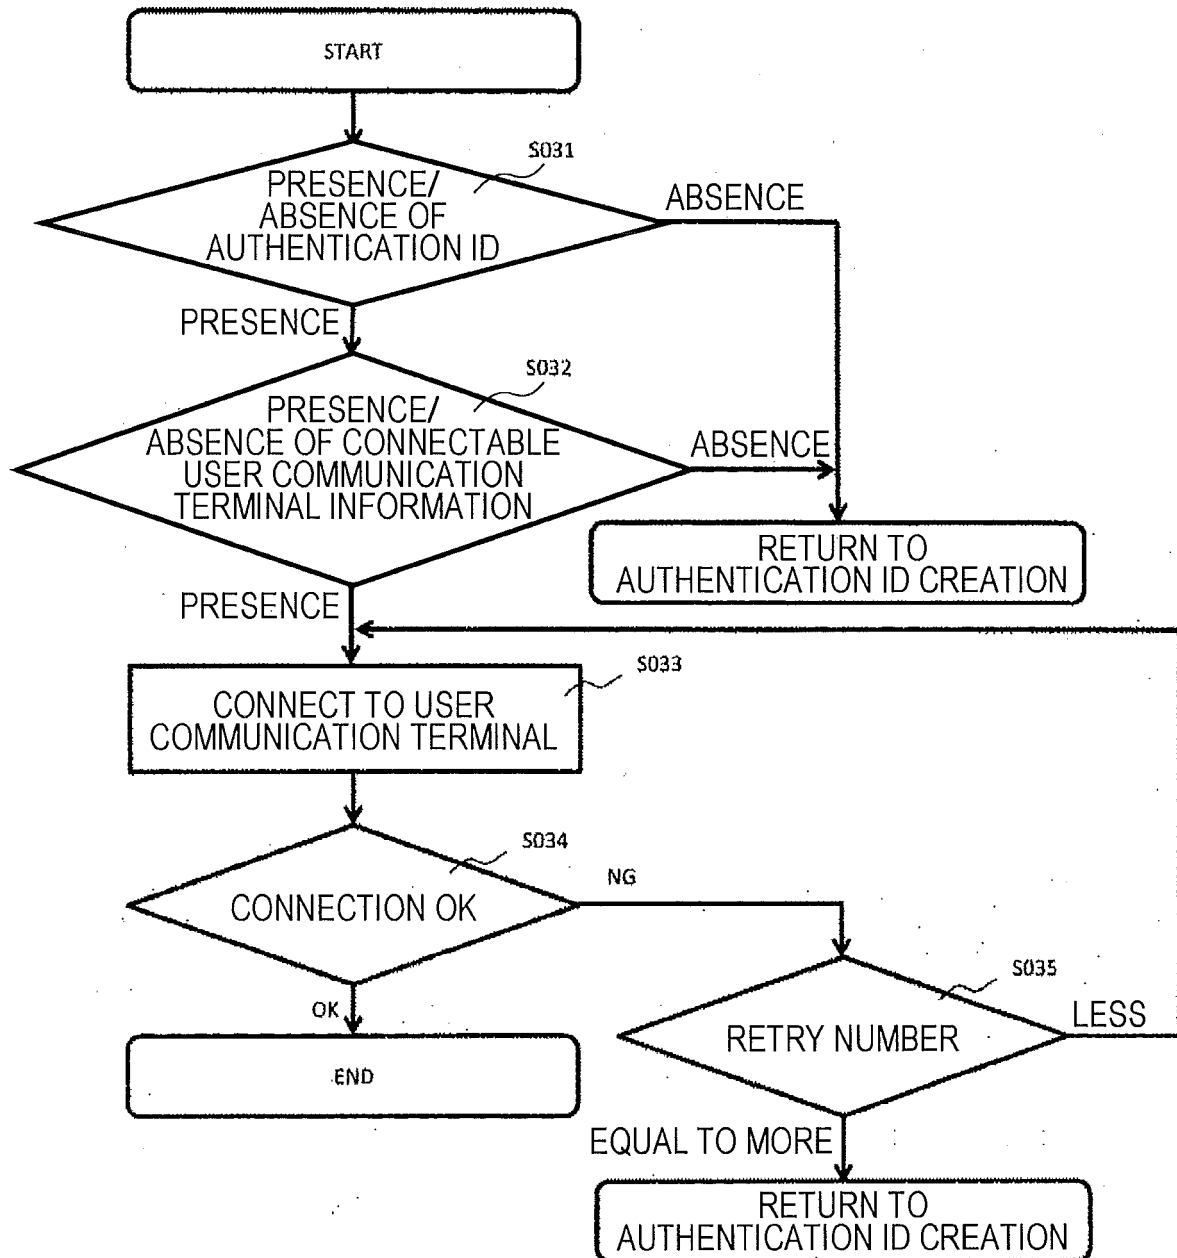 START
S031
PRESENCE/
ABSENCE OF
AUTHENTICATION ID
ABSENCE
PRESENCE
S032
PRESENCE/
ABSENCE OF CONNECTABLE
USER COMMUNICATION
TERMINAL INFORMATION
ABSENCE
RETURN TO
AUTHENTICATION ID CREATION
PRESENCE
S033
CONNECT TO USER
COMMUNICATION TERMINAL
S034
CONNECTION OK
NG
OK
END
S035
RETRY NUMBER
LESS
EQUAL TO MORE
RETURN TO
AUTHENTICATION ID CREATION